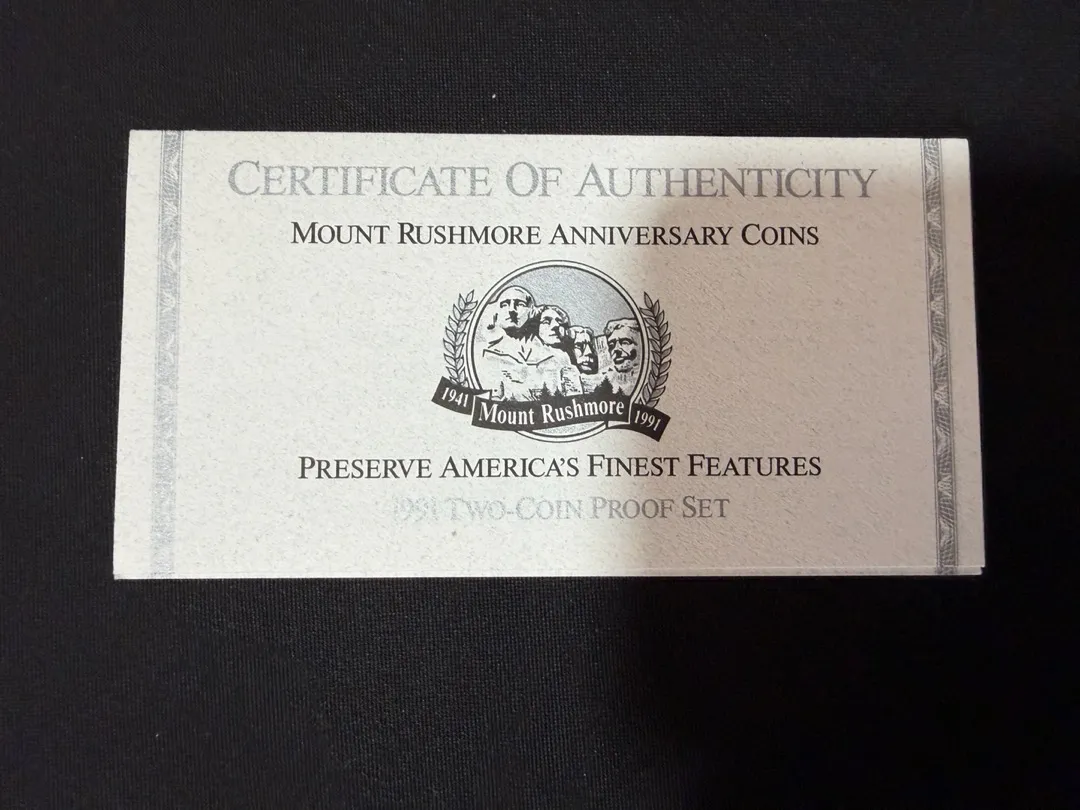 CERTIFICATE OF AUTHENTICITY
MOUNT RUSHMORE ANNIVERSARY COINS
1941 Mount Rushmore 1991
PRESERVE AMERICA'S FINEST FEATURES
1991 TWO-COIN PROOF SET